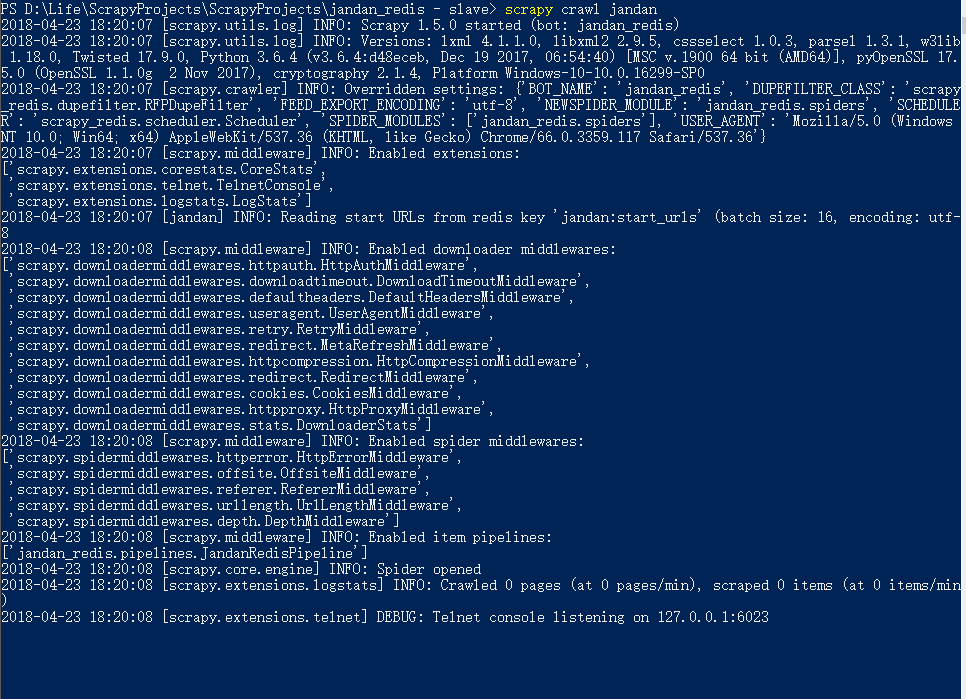 PS D:\Life\ScrapyProjects\ScrapyProjects\jandan_redis - slave> scrapy crawl jandan
2018-04-23 18:20:07 [scrapy.utils.log] INFO: Scrapy 1.5.0 started (bot: jandan_redis)
2018-04-23 18:20:07 [scrapy.utils.log] INFO: Versions: lxml 4.1.1.0, libxml2 2.9.5, cssselect 1.0.3, parsel 1.3.1, w3lib
 1.18.0, Twisted 17.9.0, Python 3.6.4 (v3.6.4:d48eceb, Dec 19 2017, 06:54:40) [MSC v.1900 64 bit (AMD64)], pyOpenSSL 17.
5.0 (OpenSSL 1.1.0g  2 Nov 2017), cryptography 2.1.4, Platform Windows-10-10.0.16299-SP0
2018-04-23 18:20:07 [scrapy.crawler] INFO: Overridden settings: {'BOT_NAME': 'jandan_redis', 'DUPEFILTER_CLASS': 'scrapy
_redis.dupefilter.RFPDupeFilter', 'FEED_EXPORT_ENCODING': 'utf-8', 'NEWSPIDER_MODULE': 'jandan_redis.spiders', 'SCHEDULE
R': 'scrapy_redis.scheduler.Scheduler', 'SPIDER_MODULES': ['jandan_redis.spiders'], 'USER_AGENT': 'Mozilla/5.0 (Windows
NT 10.0; Win64; x64) AppleWebKit/537.36 (KHTML, like Gecko) Chrome/66.0.3359.117 Safari/537.36'}
2018-04-23 18:20:07 [scrapy.middleware] INFO: Enabled extensions:
['scrapy.extensions.corestats.CoreStats',
 'scrapy.extensions.telnet.TelnetConsole',
 'scrapy.extensions.logstats.LogStats']
2018-04-23 18:20:07 [jandan] INFO: Reading start URLs from redis key 'jandan:start_urls' (batch size: 16, encoding: utf-
8
2018-04-23 18:20:08 [scrapy.middleware] INFO: Enabled downloader middlewares:
['scrapy.downloadermiddlewares.httpauth.HttpAuthMiddleware',
 'scrapy.downloadermiddlewares.downloadtimeout.DownloadTimeoutMiddleware',
 'scrapy.downloadermiddlewares.defaultheaders.DefaultHeadersMiddleware',
 'scrapy.downloadermiddlewares.useragent.UserAgentMiddleware',
 'scrapy.downloadermiddlewares.retry.RetryMiddleware',
 'scrapy.downloadermiddlewares.redirect.MetaRefreshMiddleware',
 'scrapy.downloadermiddlewares.httpcompression.HttpCompressionMiddleware',
 'scrapy.downloadermiddlewares.redirect.RedirectMiddleware',
 'scrapy.downloadermiddlewares.cookies.CookiesMiddleware',
 'scrapy.downloadermiddlewares.httpproxy.HttpProxyMiddleware',
 'scrapy.downloadermiddlewares.stats.DownloaderStats']
2018-04-23 18:20:08 [scrapy.middleware] INFO: Enabled spider middlewares:
['scrapy.spidermiddlewares.httperror.HttpErrorMiddleware',
 'scrapy.spidermiddlewares.offsite.OffsiteMiddleware',
 'scrapy.spidermiddlewares.referer.RefererMiddleware',
 'scrapy.spidermiddlewares.urllength.UrlLengthMiddleware',
 'scrapy.spidermiddlewares.depth.DepthMiddleware']
2018-04-23 18:20:08 [scrapy.middleware] INFO: Enabled item pipelines:
['jandan_redis.pipelines.JandanRedisPipeline']
2018-04-23 18:20:08 [scrapy.core.engine] INFO: Spider opened
2018-04-23 18:20:08 [scrapy.extensions.logstats] INFO: Crawled 0 pages (at 0 pages/min), scraped 0 items (at 0 items/min
)
2018-04-23 18:20:08 [scrapy.extensions.telnet] DEBUG: Telnet console listening on 127.0.0.1:6023